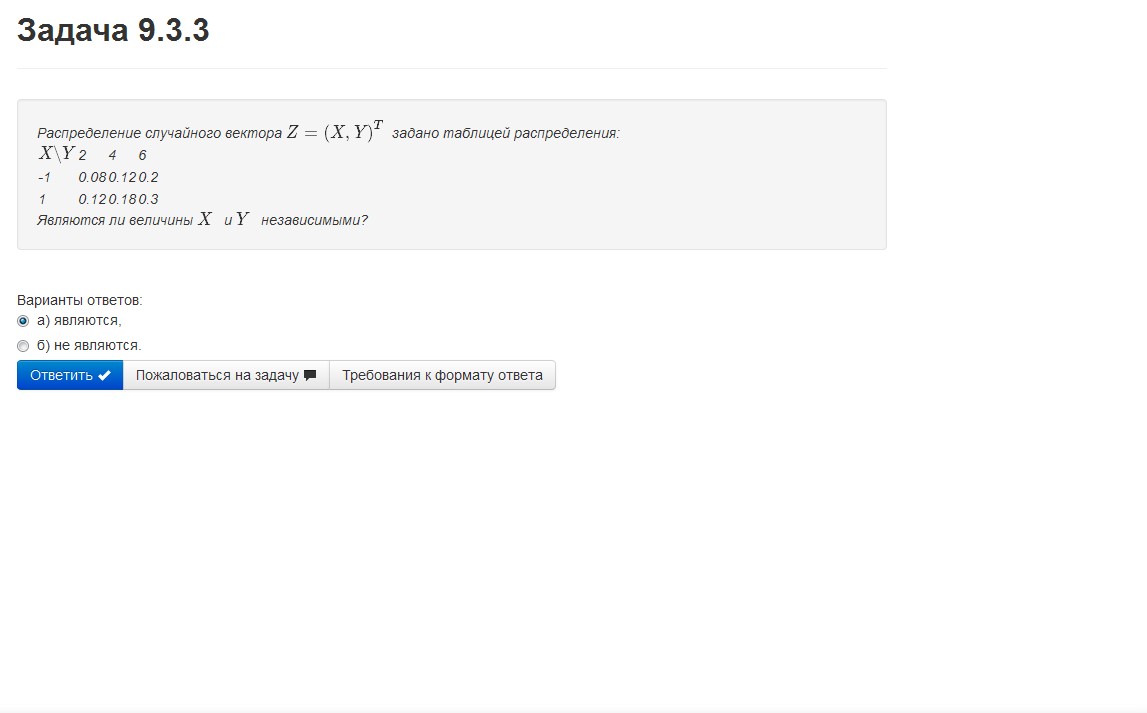 Задача 9.3.3
Распределение случайного вектора Z = (X, Y)^T задано таблицей распределения:
X\Y 2 4 6
-1 0.08 0.12 0.2
1 0.12 0.18 0.3
Являются ли величины X и Y независимыми?
Варианты ответов:
а) являются,
б) не являются.
Ответить Пожаловаться на задачу Требования к формату ответа